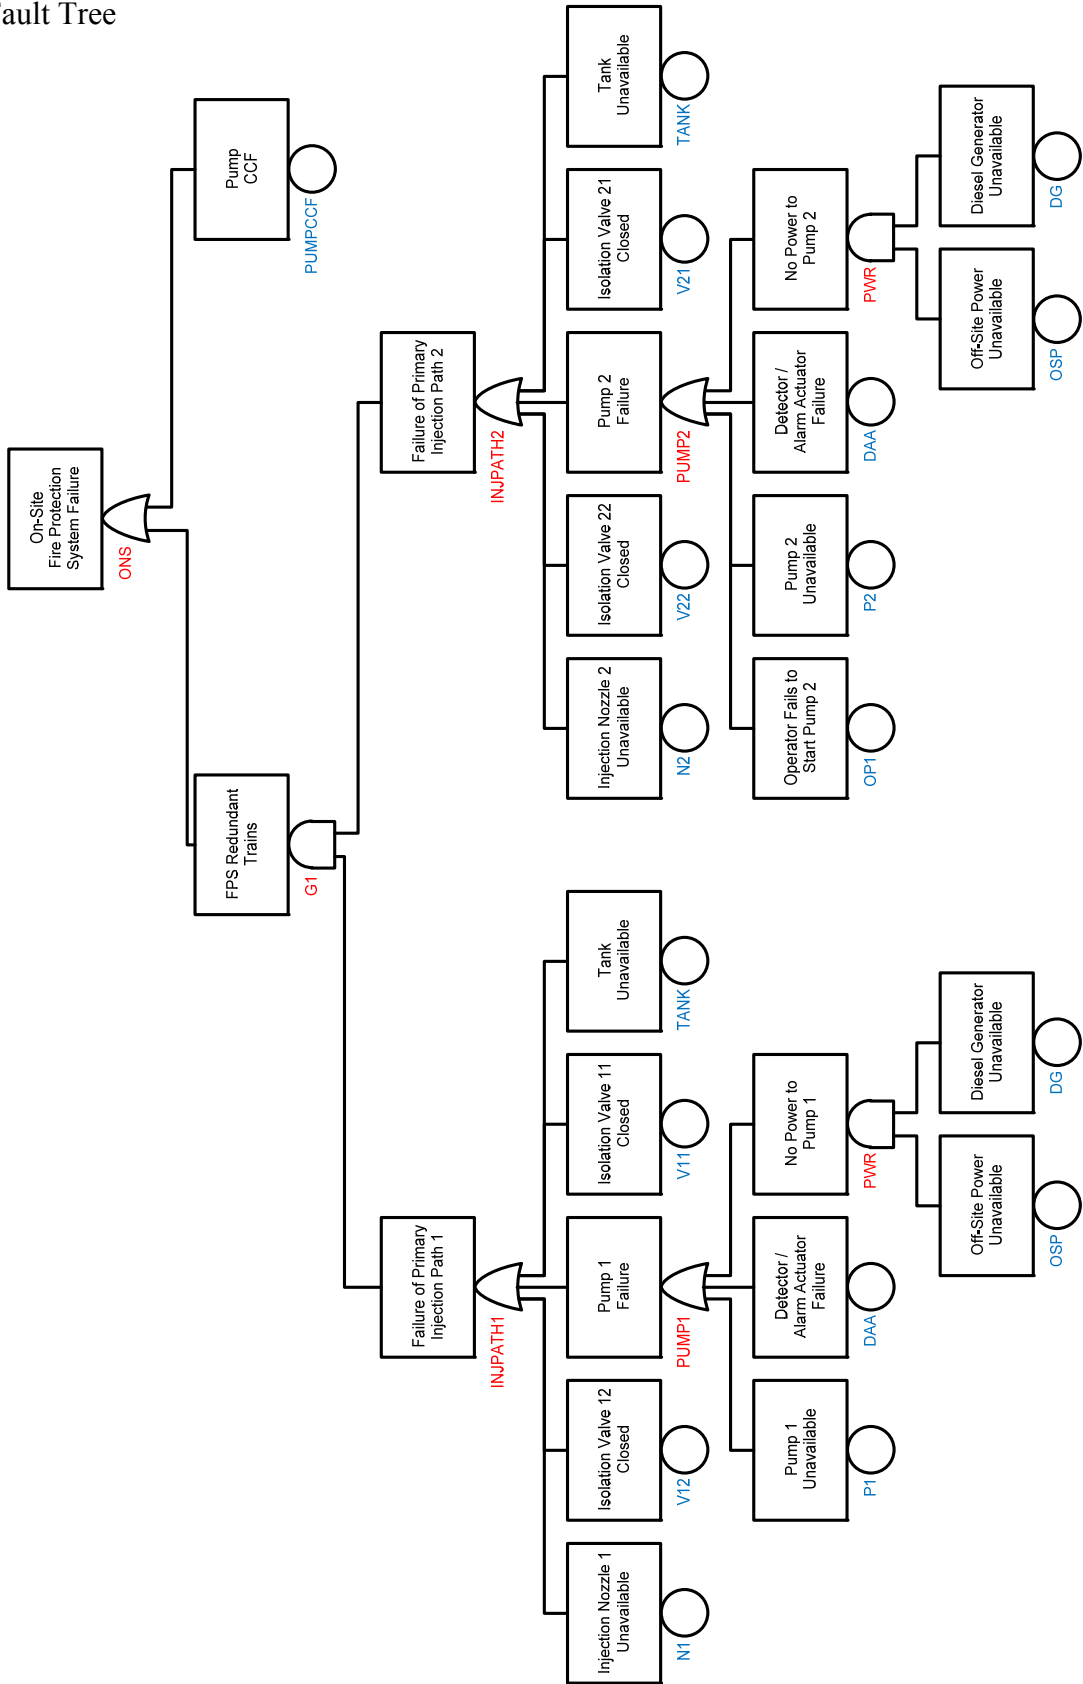 Fault Tree
On-Site
Fire Protection
System Failure
ONS
FPS Redundant
Trains
G1
Pump
CCF
PUMPCCF
Failure of Primary
Injection Path 1
INJPATH1
Failure of Primary
Injection Path 2
INJPATH2
Injection Nozzle 1
Unavailable
N1
Isolation Valve 12
Closed
V12
Pump 1
Failure
PUMP1
Isolation Valve 11
Closed
V11
Tank
Unavailable
TANK
Injection Nozzle 2
Unavailable
N2
Isolation Valve 22
Closed
V22
Pump 2
Failure
PUMP2
Isolation Valve 21
Closed
V21
Tank
Unavailable
TANK
Pump 1
Unavailable
P1
Detector /
Alarm Actuator
Failure
DAA
No Power to
Pump 1
PWR
Operator Fails to
Start Pump 2
OP1
Pump 2
Unavailable
P2
Detector /
Alarm Actuator
Failure
DAA
No Power to
Pump 2
PWR
Off-Site Power
Unavailable
OSP
Diesel Generator
Unavailable
DG
Off-Site Power
Unavailable
OSP
Diesel Generator
Unavailable
DG